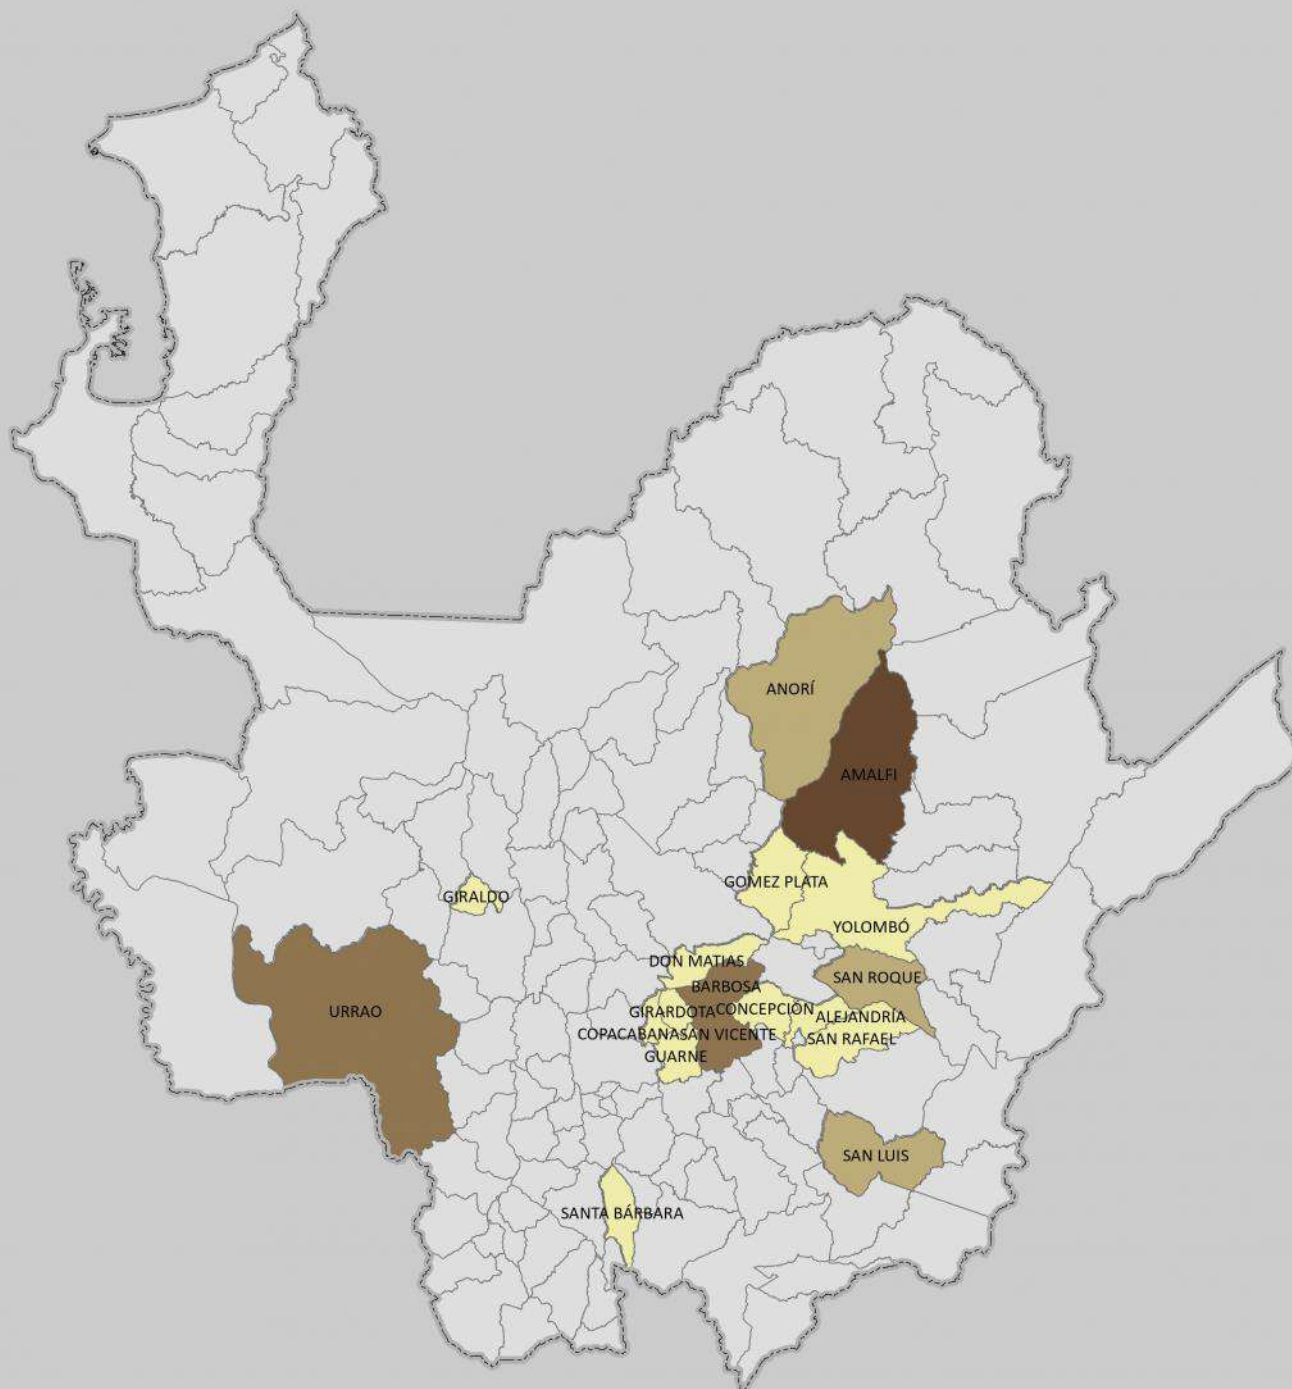 ANORÍ
AMALFI
GOMEZ PLATA
GIRALDO
YOLOMBÓ
DON MATIAS
SAN ROQUE
BARBOSA
CONCEPCIÓN
GIRARDOTA
URRAO
ALEJANDRÍA
COPACABANA
SAN VICENTE
SAN RAFAEL
GUARNE
SAN LUIS
SANTA BÁRBARA